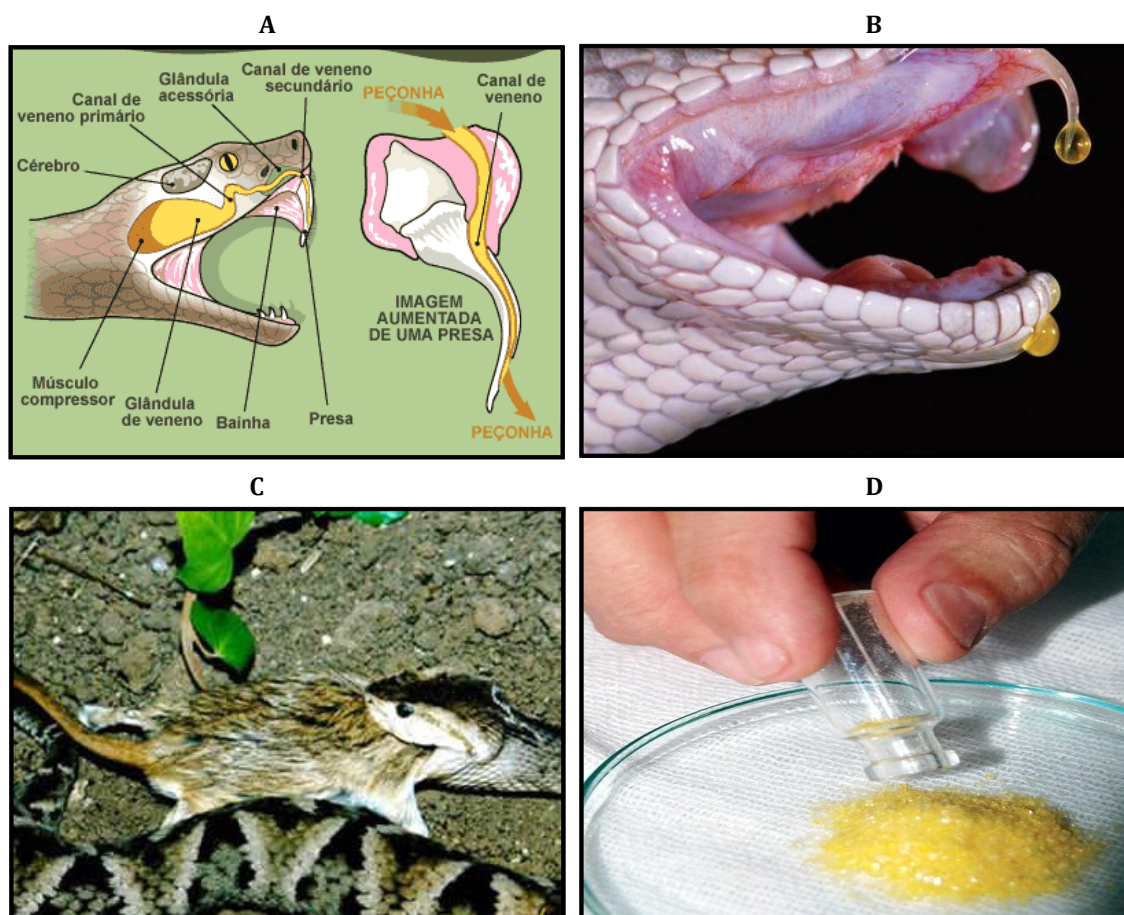 A
B
Canal de veneno
secundário
Glândula
acessória
Canal de
veneno primário
Cérebro
PEÇONHA
Canal de
veneno
IMAGEM
AUMENTADA
DE UMA PRESA
Músculo
compressor
Glândula
de veneno
Bainha
Presa
PEÇONHA
C
D